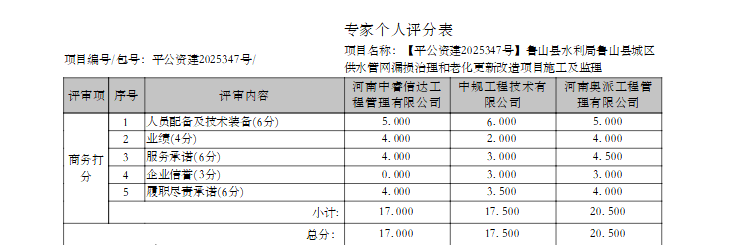 专家个人评分表
项目编号/包号: 平公资建2025347号/
项目名称: 【平公资建2025347号】鲁山县水利局鲁山县城区
供水管网漏损治理和老化更新改造项目施工及监理
评审项 序号 评审内容 河南中睿信达工程管理有限公司 中规工程技术有限公司 河南奥派工程管理有限公司
商务打分
1 人员配备及技术装备(6分) 5.000 6.000 5.000
2 业绩(4分) 4.000 2.000 4.000
3 服务承诺(6分) 4.000 3.000 4.500
4 企业信誉(3分) 0.000 3.000 3.000
5 履职尽责承诺(6分) 4.000 3.500 4.000
小计: 17.000 17.500 20.500
总分: 17.000 17.500 20.500